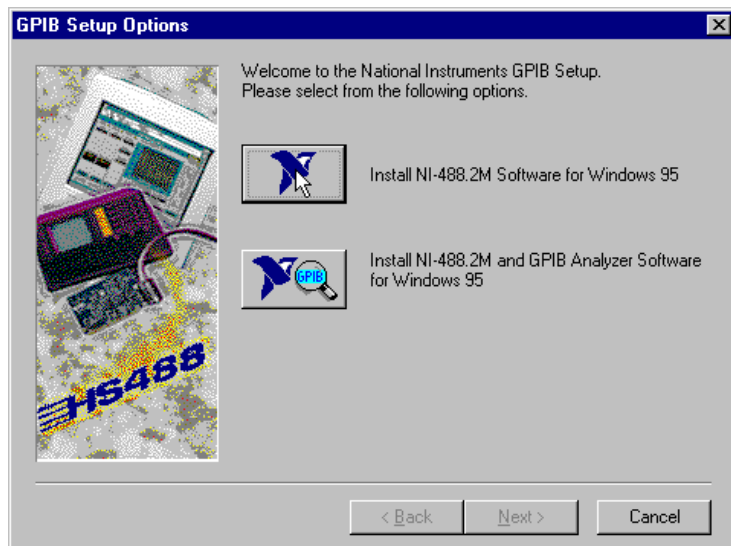 GPIB Setup Options
Welcome to the National Instruments GPIB Setup.
Please select from the following options.
Install NI-488.2M Software for Windows 95
GPIB
Install NI-488.2M and GPIB Analyzer Software
for Windows 95
HS488
< Back
Next >
Cancel